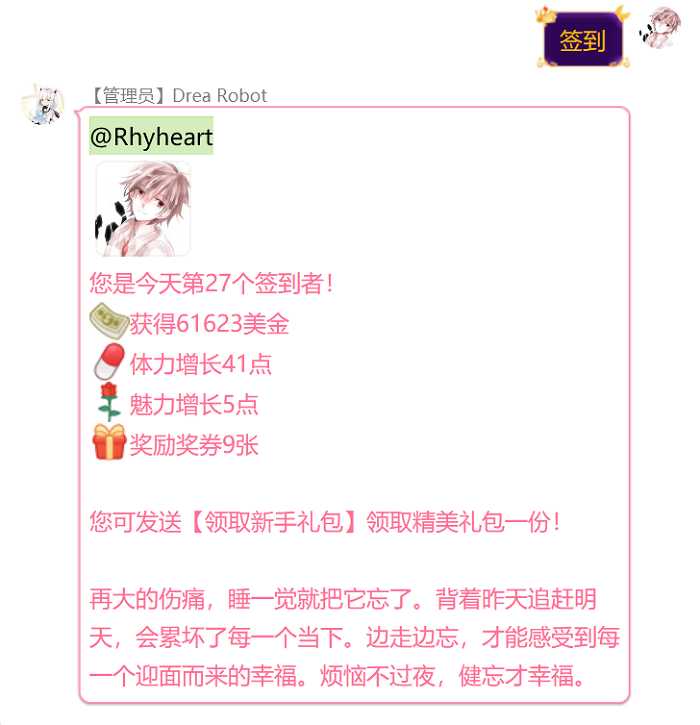 签到
【管理员】Drea Robot
@Rhyheart
您是今天第27个签到者！
获得61623美金
体力增长41点
魅力增长5点
奖励奖券9张
您可发送【领取新手礼包】领取精美礼包一份！
再大的伤痛，睡一觉就把它忘了。背着昨天追赶明
天，会累坏了每一个当下。边走边忘，才能感受到每
一个迎面而来的幸福。烦恼不过夜，健忘才幸福。